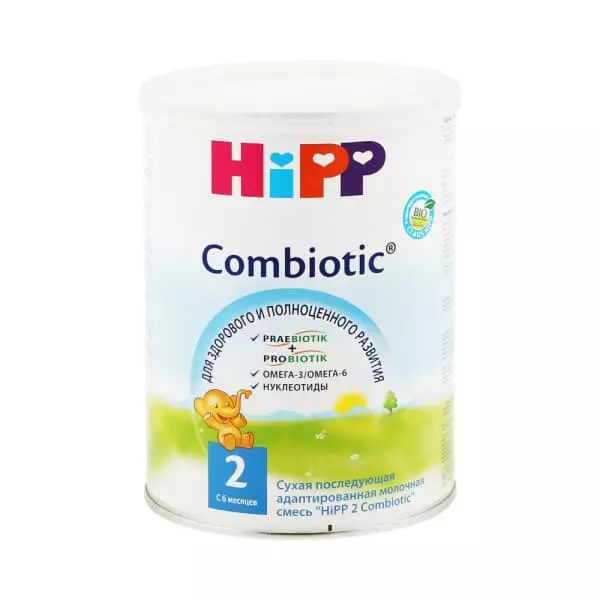 HiPP
BIO
Combiotic®
ДЛЯ ЗДОРОВОГО И ПОЛНОЦЕННОГО РАЗВИТИЯ
PRAEBIOTIK
+
PROBIOTIK
ОМЕГА-3/ОМЕГА-6
НУКЛЕОТИДЫ
2
С 6 месяцев
Сухая последующая
адаптированная молочная
смесь "HiPP 2 Combiotic"